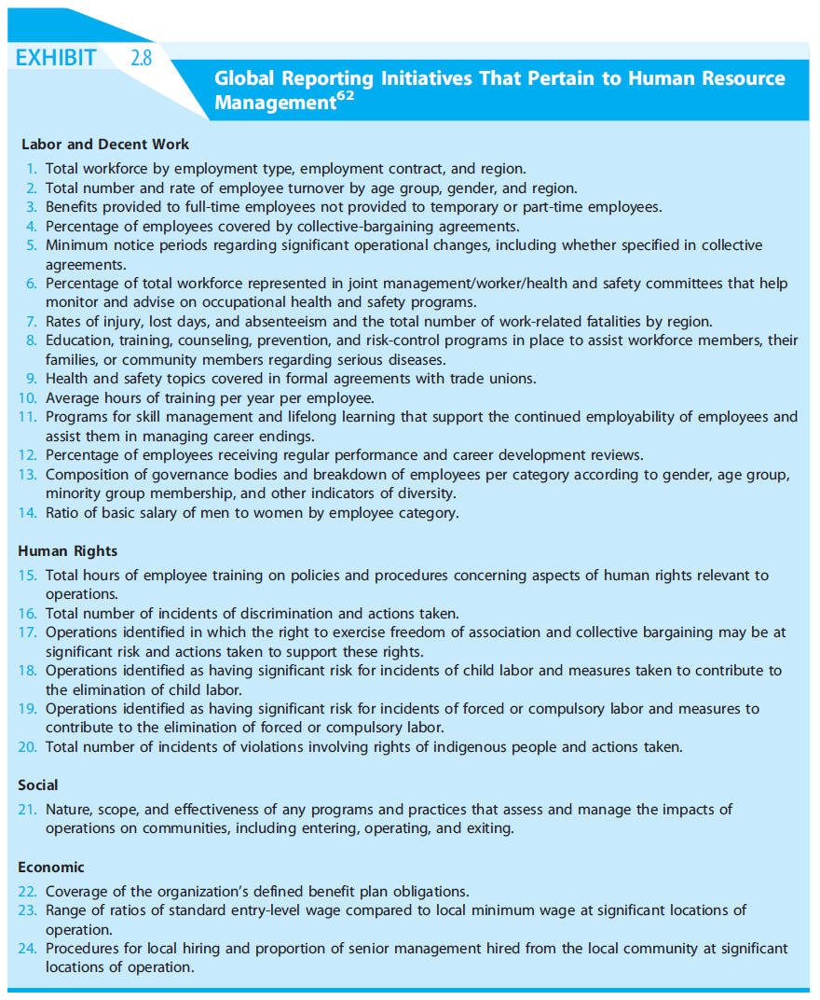 EXHIBIT 2.8
Global Reporting Initiatives That Pertain to Human Resource
Management62
Labor and Decent Work
1. Total workforce by employment type, employment contract, and region.
2. Total number and rate of employee turnover by age group, gender, and region.
3. Benefits provided to full-time employees not provided to temporary or part-time employees.
4. Percentage of employees covered by collective-bargaining agreements.
5. Minimum notice periods regarding significant operational changes, including whether specified in collective
agreements.
6. Percentage of total workforce represented in joint management/worker/health and safety committees that help
monitor and advise on occupational health and safety programs.
7. Rates of injury, lost days, and absenteeism and the total number of work-related fatalities by region.
8. Education, training, counseling, prevention, and risk-control programs in place to assist workforce members, their
families, or community members regarding serious diseases.
9. Health and safety topics covered in formal agreements with trade unions.
10. Average hours of training per year per employee.
11. Programs for skill management and lifelong learning that support the continued employability of employees and
assist them in managing career endings.
12. Percentage of employees receiving regular performance and career development reviews.
13. Composition of governance bodies and breakdown of employees per category according to gender, age group,
minority group membership, and other indicators of diversity.
14. Ratio of basic salary of men to women by employee category.
Human Rights
15. Total hours of employee training on policies and procedures concerning aspects of human rights relevant to
operations.
16. Total number of incidents of discrimination and actions taken.
17. Operations identified in which the right to exercise freedom of association and collective bargaining may be at
significant risk and actions taken to support these rights.
18. Operations identified as having significant risk for incidents of child labor and measures taken to contribute to
the elimination of child labor.
19. Operations identified as having significant risk for incidents of forced or compulsory labor and measures to
contribute to the elimination of forced or compulsory labor.
20. Total number of incidents of violations involving rights of indigenous people and actions taken.
Social
21. Nature, scope, and effectiveness of any programs and practices that assess and manage the impacts of
operations on communities, including entering, operating, and exiting.
Economic
22. Coverage of the organization's defined benefit plan obligations.
23. Range of ratios of standard entry-level wage compared to local minimum wage at significant locations of
operation.
24. Procedures for local hiring and proportion of senior management hired from the local community at significant
locations of operation.